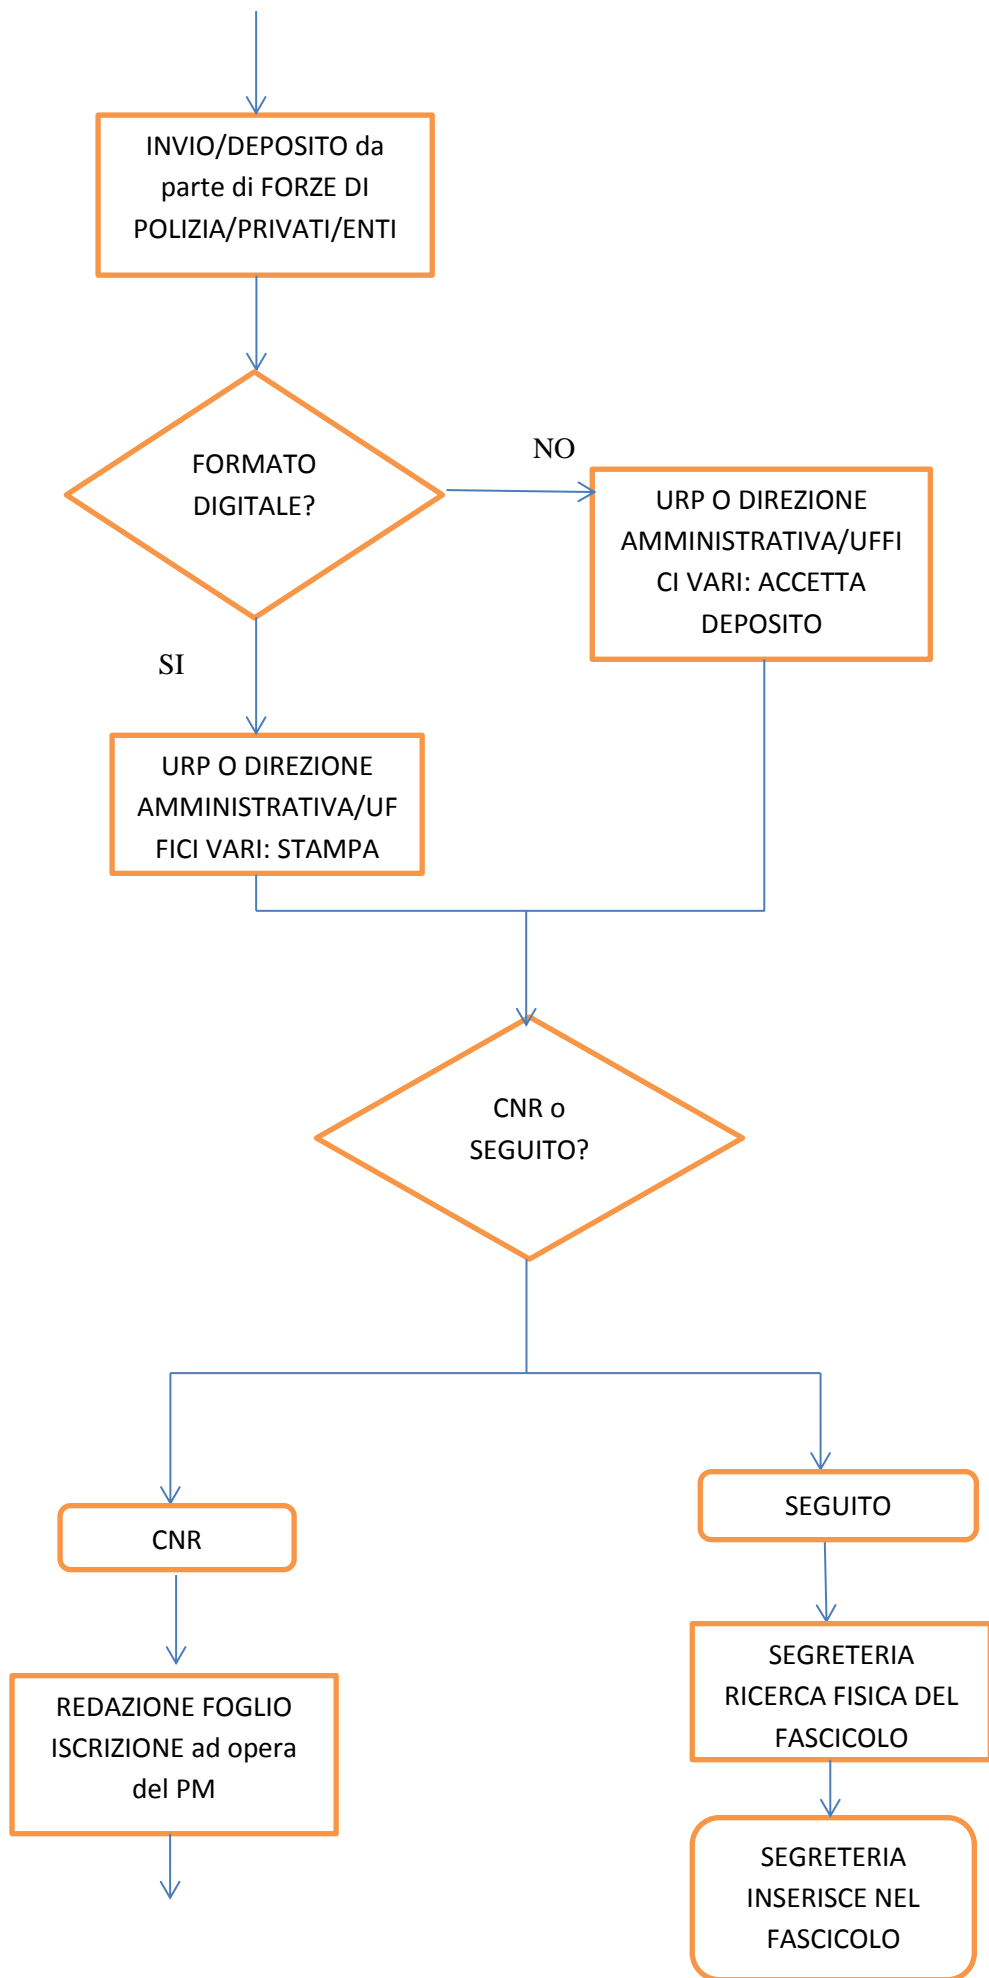 INVIO/DEPOSITO da
parte di FORZE DI
POLIZIA/PRIVATI/ENTI
FORMATO
DIGITALE?
NO
URP O DIREZIONE
AMMINISTRATIVA/UFFI
CI VARI: ACCETTA
DEPOSITO
SI
URP O DIREZIONE
AMMINISTRATIVA/UF
FICI VARI: STAMPA
CNR o
SEGUITO?
CNR
SEGUITO
REDAZIONE FOGLIO
ISCRIZIONE ad opera
del PM
SEGRETERIA
RICERCA FISICA DEL
FASCICOLO
SEGRETERIA
INSERISCE NEL
FASCICOLO